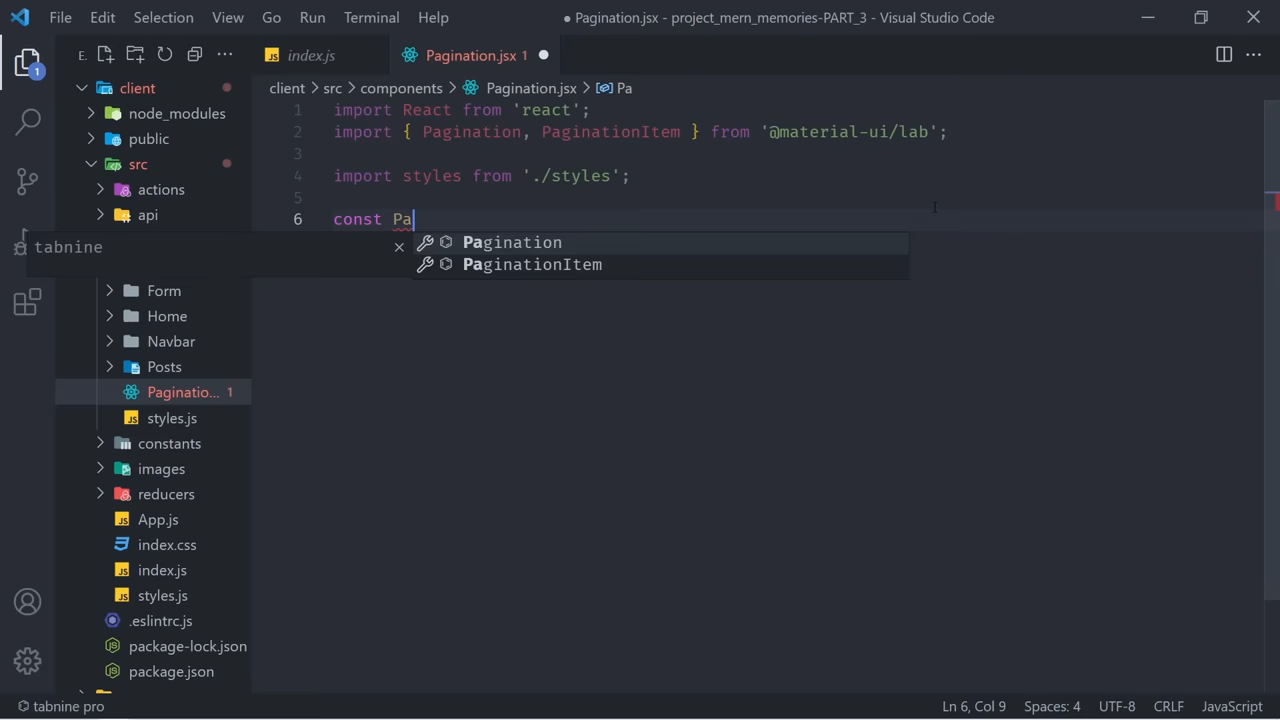 File Edit Selection View Go Run Terminal Help
● Pagination.jsx - project_mern_memories-PART_3 - Visual Studio Code
1
E.
index.js
Pagination.jsx 1
client
node_modules
public
src
actions
api
Form
Home
Navbar
Posts
Paginatio... 1
styles.js
constants
images
reducers
App.js
index.css
index.js
styles.js
.eslintrc.js
package-lock.json
package.json
client > src > components > Pagination.jsx > Pa
1 import React from 'react';
2 import { Pagination, PaginationItem } from '@material-ui/lab';
3
4 import styles from './styles';
5
6 const Pa
tabnine
Pagination
PaginationItem
tabnine pro
Ln 6, Col 9 Spaces: 4 UTF-8 CRLF JavaScript